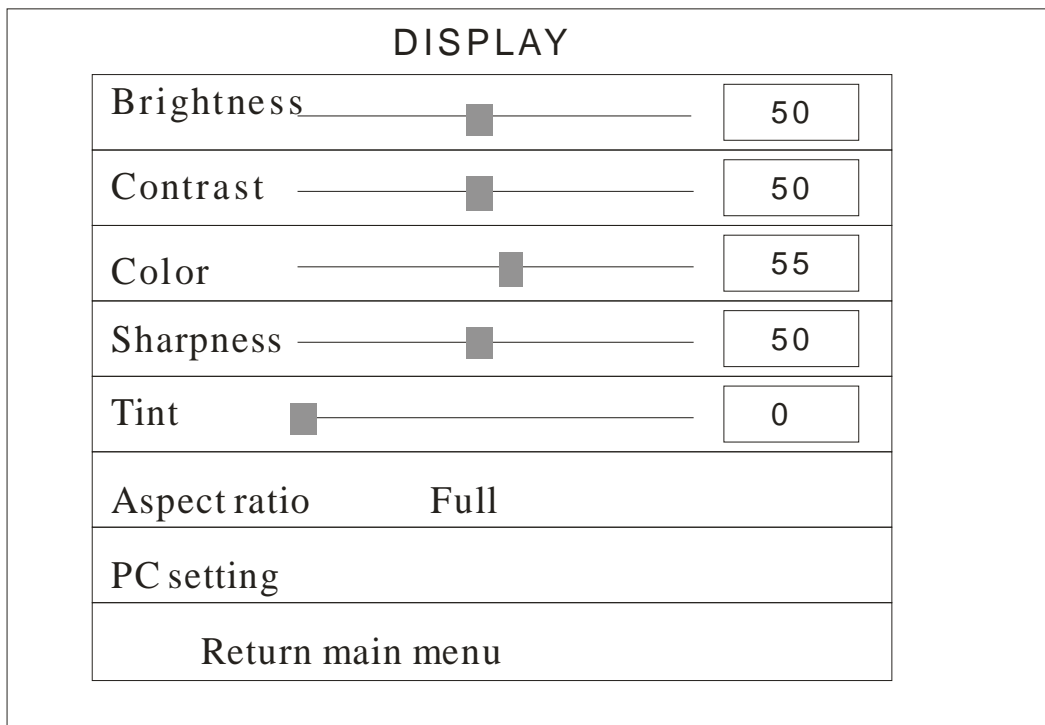 DISPLAY
Brightness 50
Contrast 50
Color 55
Sharpness 50
Tint 0
Aspect ratio Full
PC setting
Return main menu